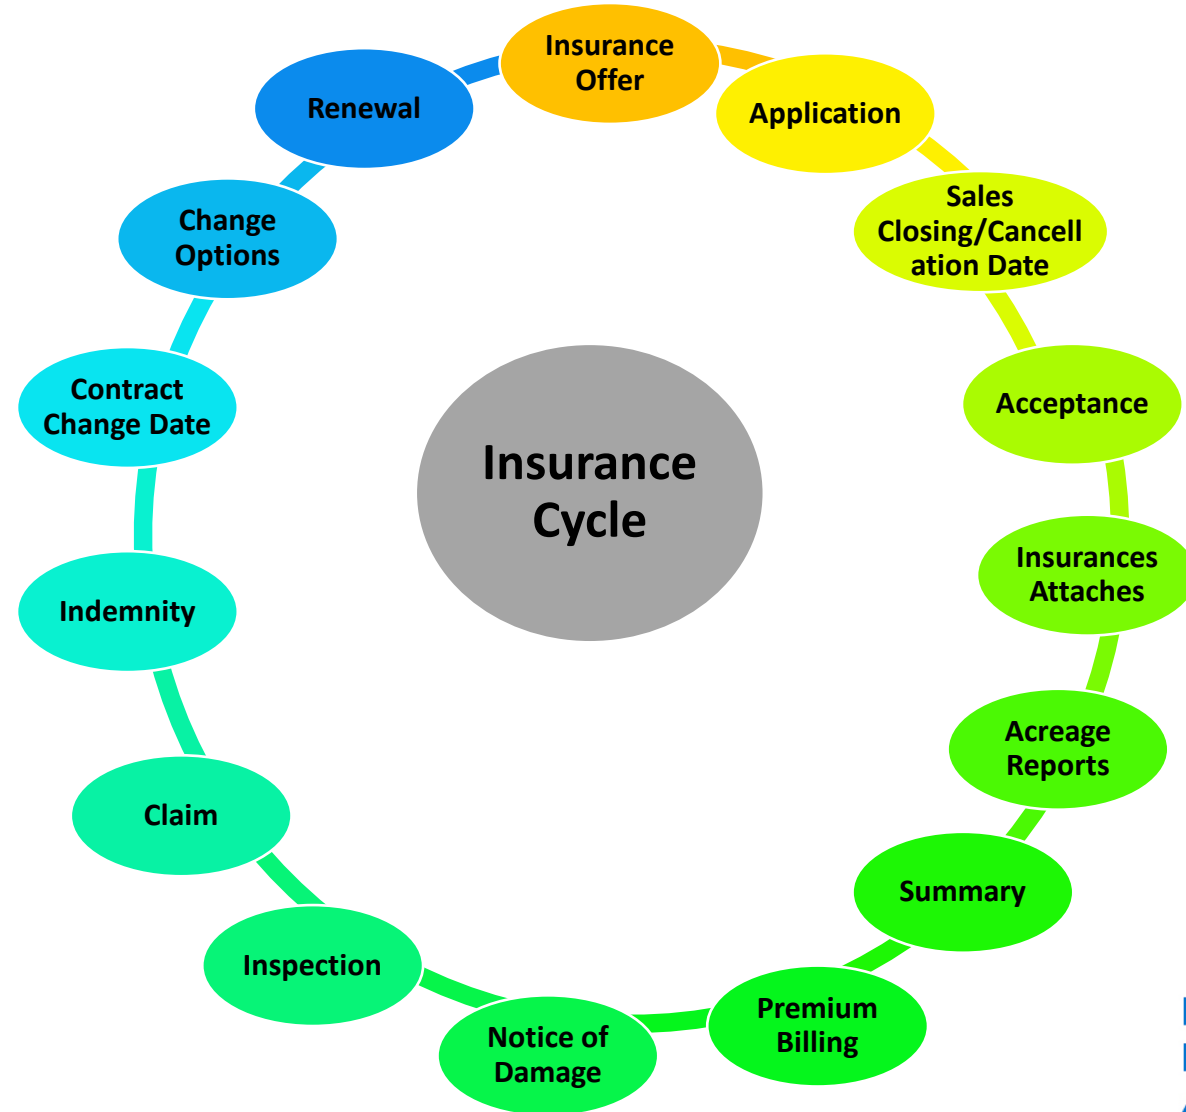 Insurance
Offer
Application
Sales
Closing/Cancell
ation Date
Acceptance
Insurances
Attaches
Acreage
Reports
Summary
Premium
Billing
Notice of
Damage
Inspection
Claim
Indemnity
Contract
Change Date
Change
Options
Renewal
Insurance
Cycle